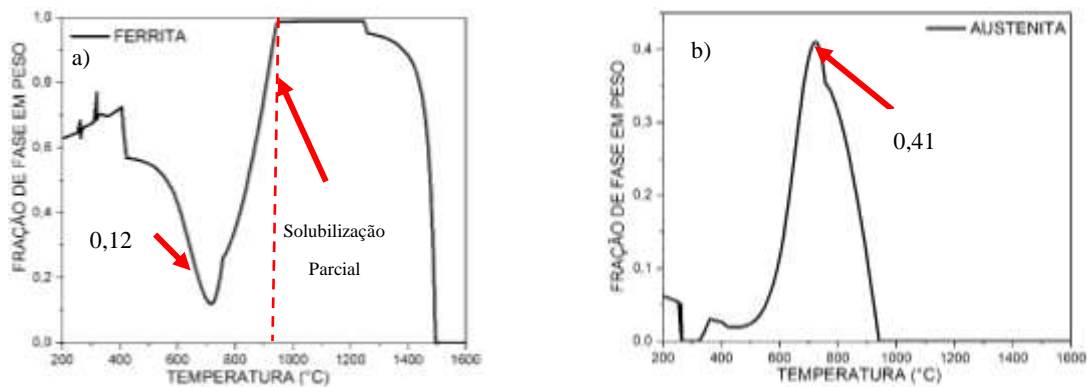 a)
FERRITA
FRAÇÃO DE FASE EM PESO
1,0
0,8
0,6
0,4
0,2
0,0
0,12
Solubilização
Parcial
200 400 600 800 1000 1200 1400 1600
TEMPERATURA (°C)
b)
AUSTENITA
FRAÇÃO DE FASE EM PESO
0,4
0,3
0,2
0,1
0,0
0,41
200 400 600 800 1000 1200 1400 1600
TEMPERATURA (°C)